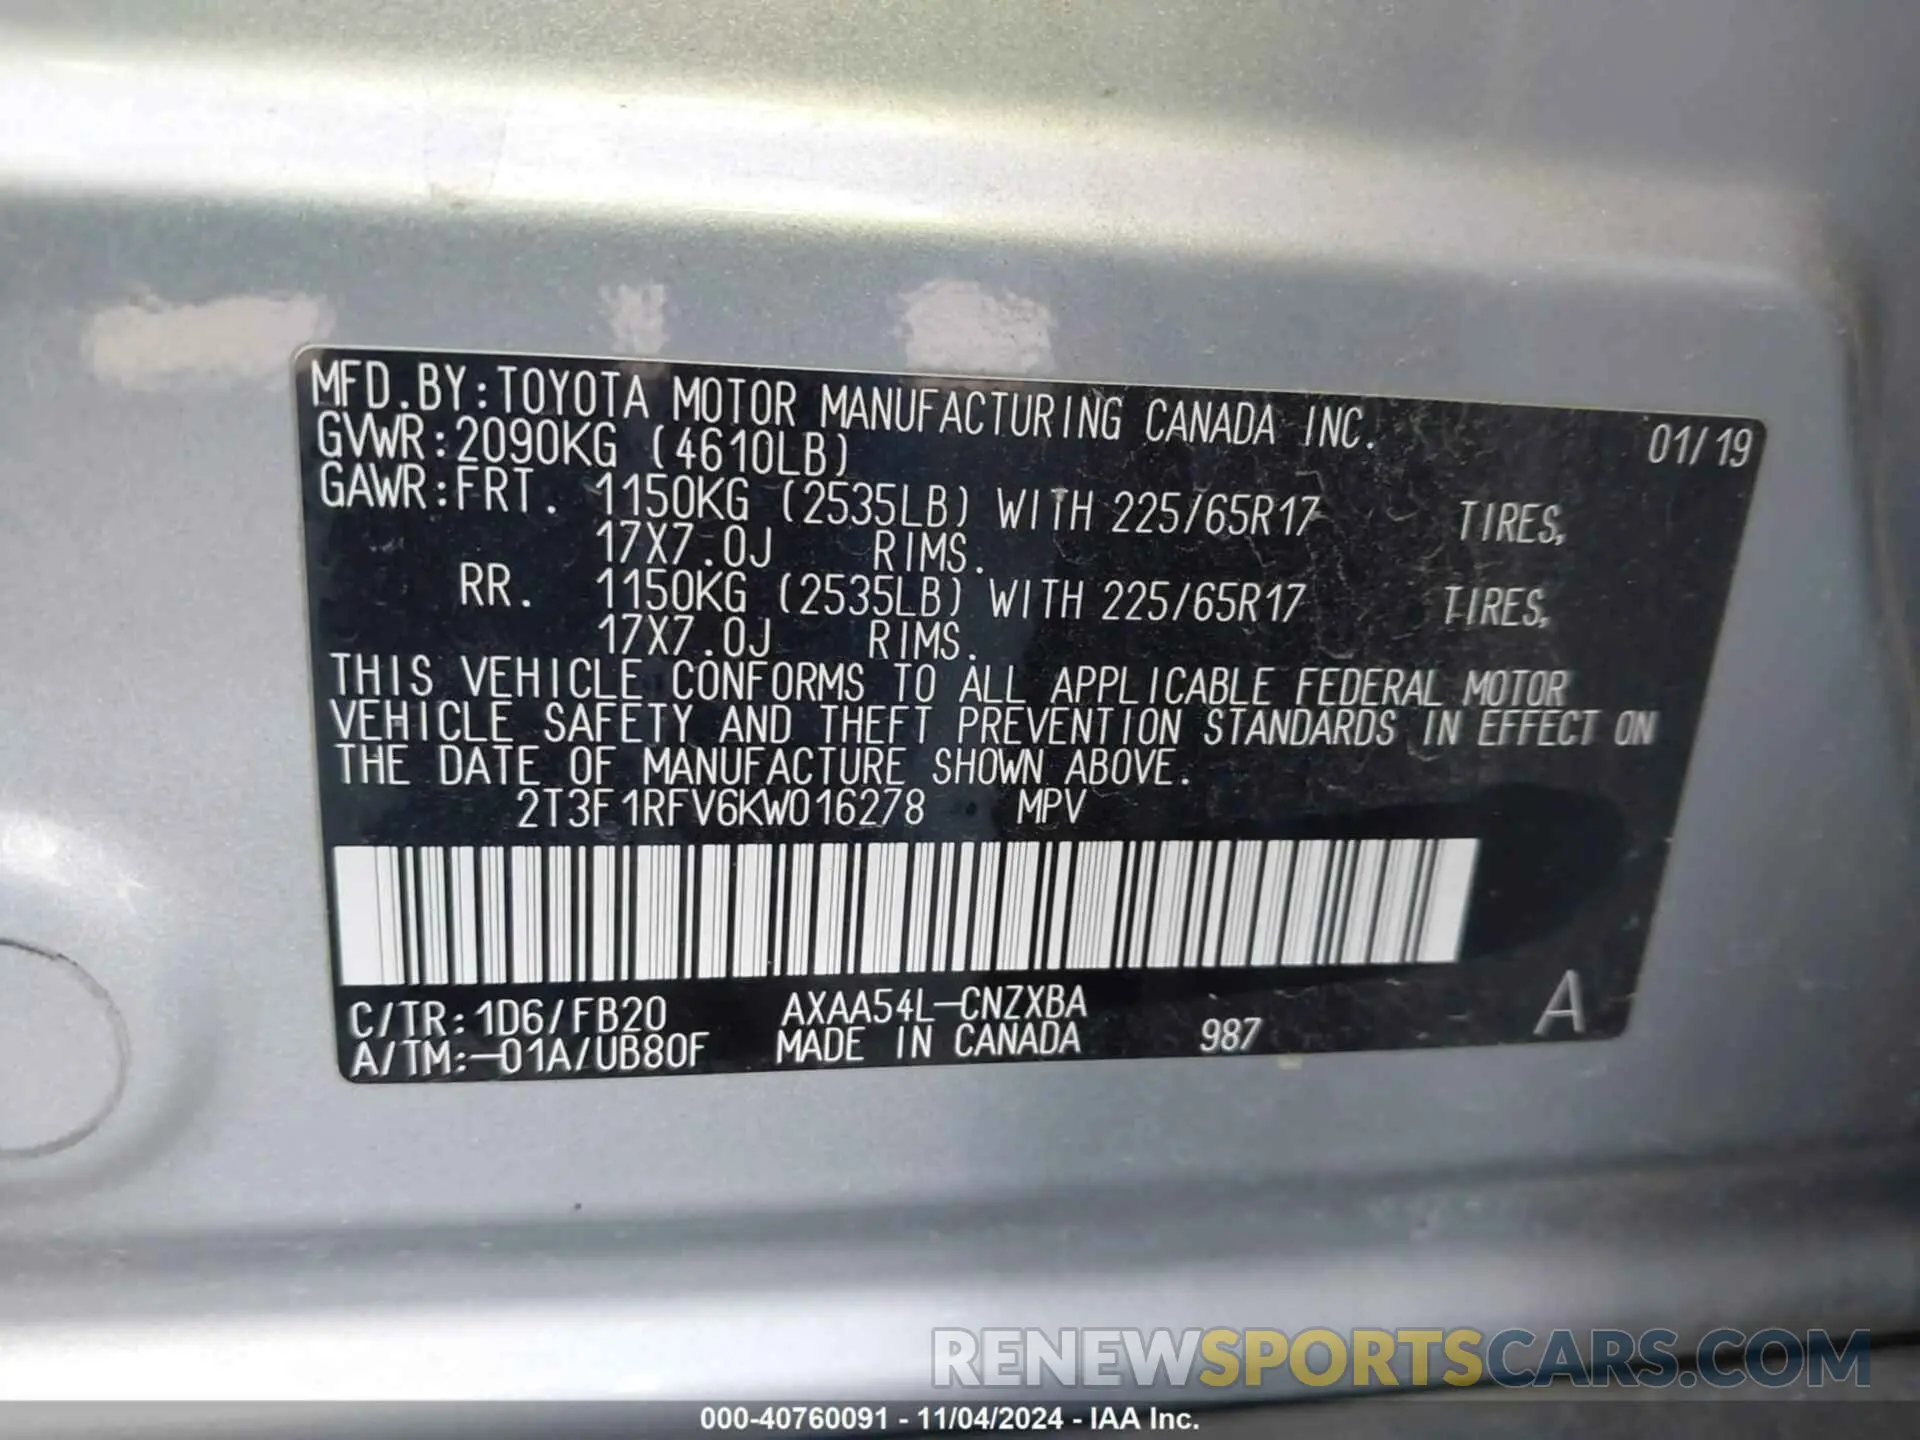 MFD.BY:TOYOTA MOTOR MANUFACTURING CANADA INC. 01/19
GVWR:2090KG (4610LB)
GAWR:FRT. 1150KG (2535LB) WITH 225/65R17 TIRES,
17X7.0J RIMS.
RR. 1150KG (2535LB) WITH 225/65R17 TIRES,
17X7.0J RIMS.
THIS VEHICLE CONFORMS TO ALL APPLICABLE FEDERAL MOTOR
VEHICLE SAFETY AND THEFT PREVENTION STANDARDS IN EFFECT ON
THE DATE OF MANUFACTURE SHOWN ABOVE.
2T3F1RFV6KW016278 MPV
C/TR:1D6/FB20 AXAA54L-CNZXBA A
A/TM:-01A/UB80F MADE IN CANADA 987
RENEWSPORTSCARS.COM
000-40760091 - 11/04/2024 - IAA Inc.